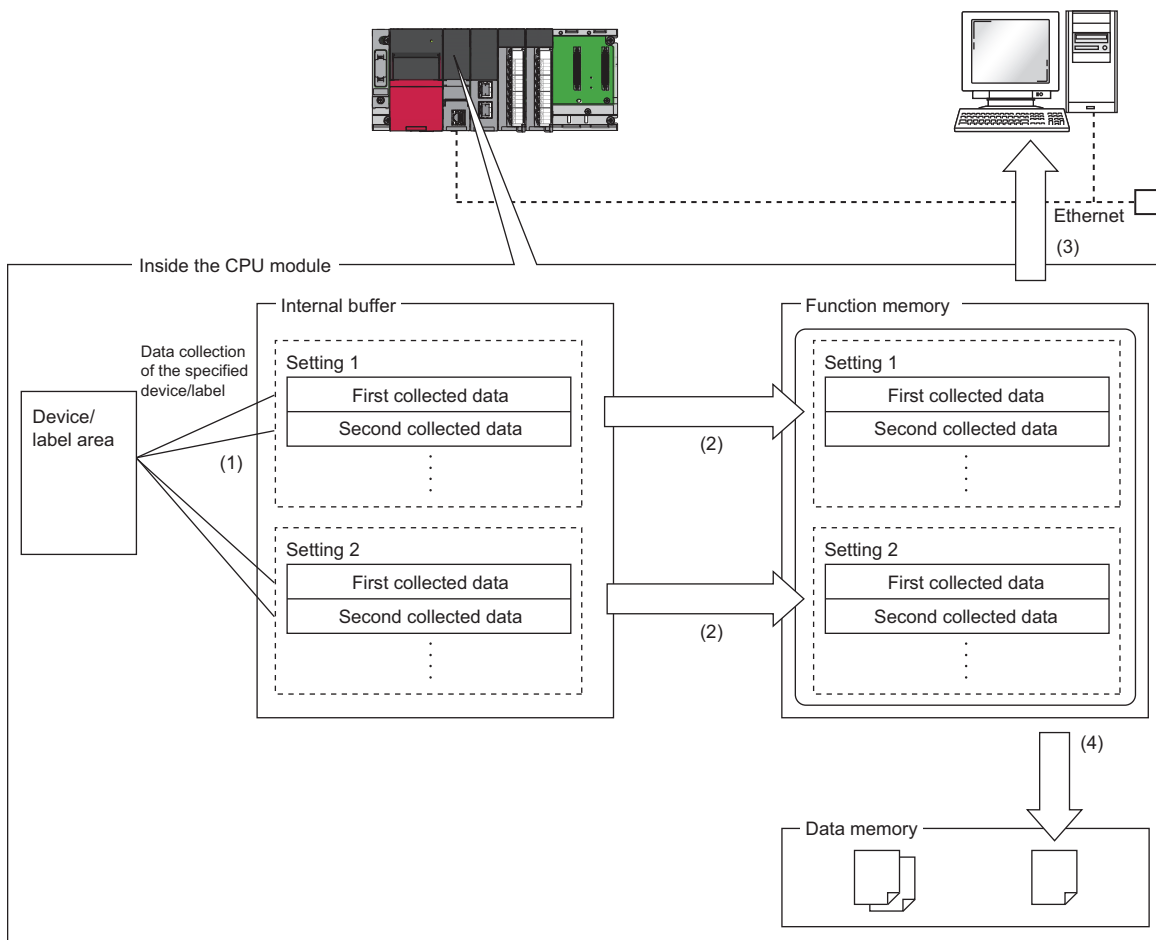 Ethernet
(3)
Inside the CPU module
Internal buffer
Function memory
Data collection
of the specified
device/label
Device/
label area
(1)
Setting 1
First collected data
Second collected data
(2)
Setting 1
First collected data
Second collected data
Setting 2
First collected data
Second collected data
(2)
Setting 2
First collected data
Second collected data
(4)
Data memory